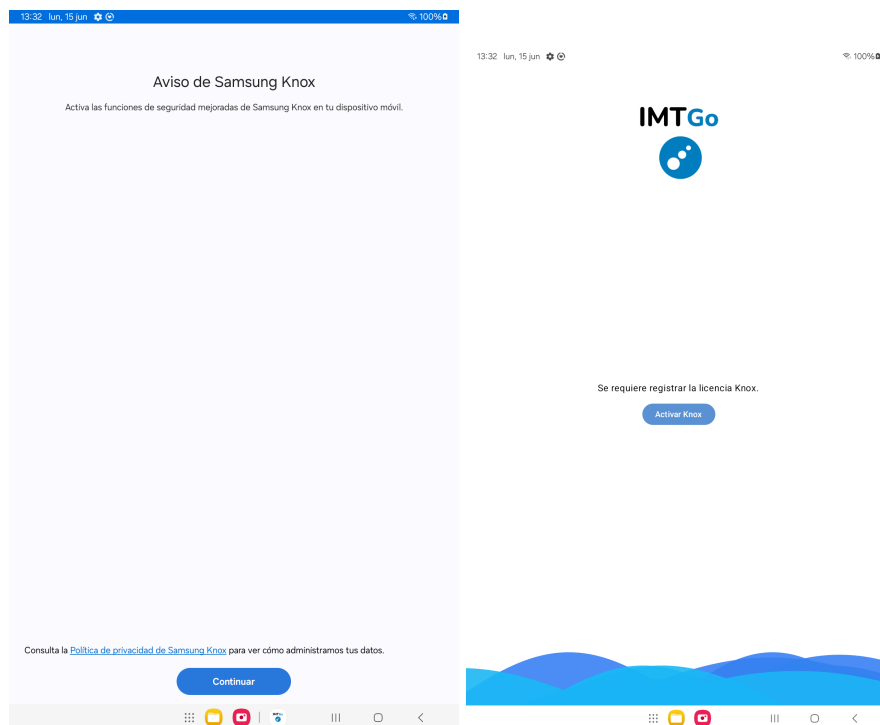 13:32 lun, 15 jun 100%
Aviso de Samsung Knox
Activa las funciones de seguridad mejoradas de Samsung Knox en tu dispositivo móvil.
Consulta la Política de privacidad de Samsung Knox para ver cómo administramos tus datos.
Continuar
13:32 lun, 15 jun 100%
IMTGo
Se requiere registrar la licencia Knox.
Activar Knox